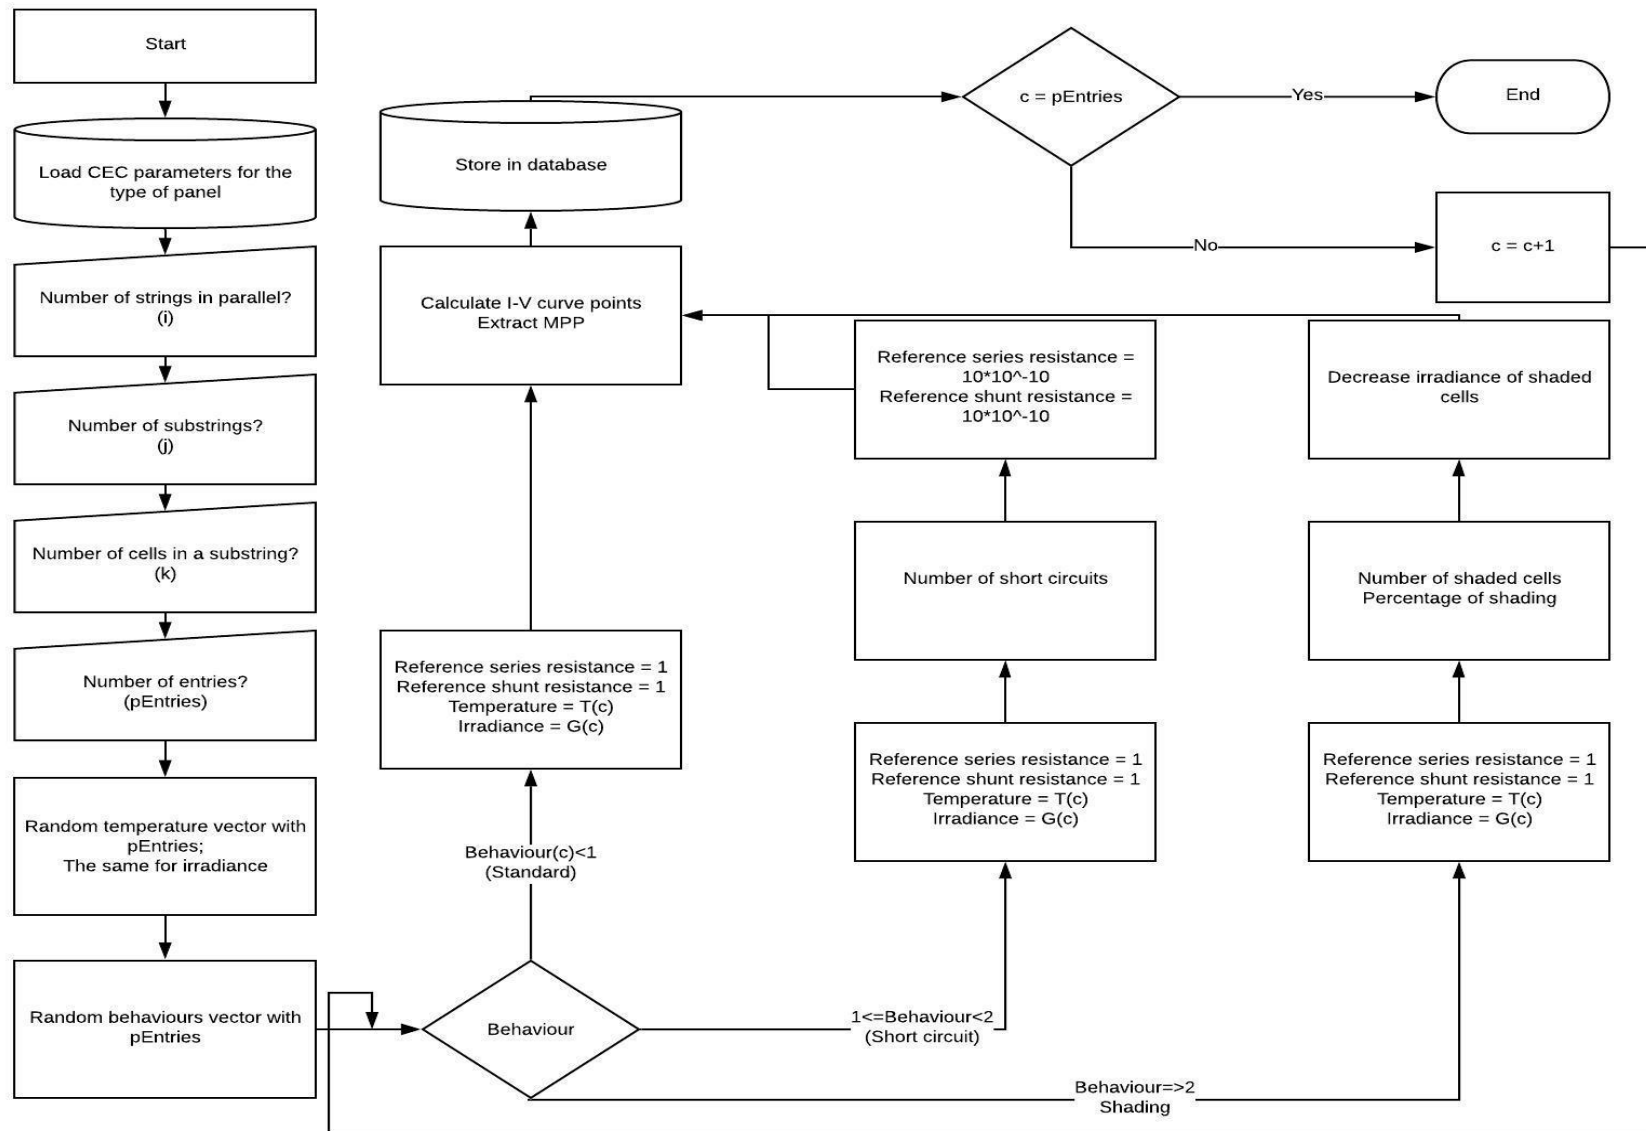 Start
Load CEC parameters for the
type of panel
Number of strings in parallel?
(i)
Number of substrings?
(j)
Number of cells in a substring?
(k)
Number of entries?
(pEntries)
Random temperature vector with
pEntries;
The same for irradiance
Random behaviours vector with
pEntries
Behaviour
Behaviour(c)<1
(Standard)
Reference series resistance = 1
Reference shunt resistance = 1
Temperature = T(c)
Irradiance = G(c)
Calculate I-V curve points
Extract MPP
Store in database
1<=Behaviour<2
(Short circuit)
Reference series resistance = 1
Reference shunt resistance = 1
Temperature = T(c)
Irradiance = G(c)
Number of short circuits
Reference series resistance =
10*10^-10
Reference shunt resistance =
10*10^-10
Behaviour=>2
Shading
Reference series resistance = 1
Reference shunt resistance = 1
Temperature = T(c)
Irradiance = G(c)
Number of shaded cells
Percentage of shading
Decrease irradiance of shaded
cells
c = pEntries
Yes
End
No
c = c+1